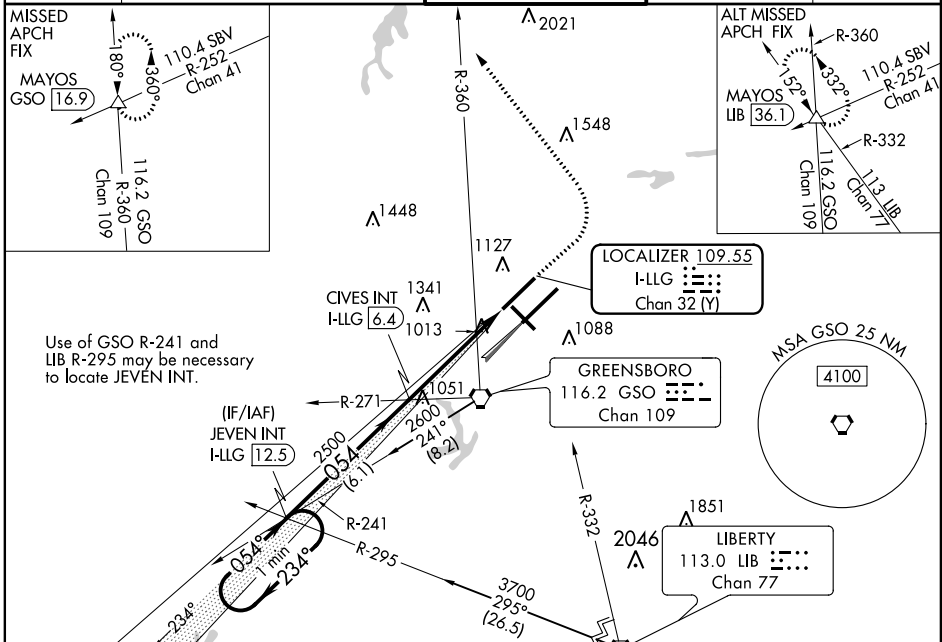 MISSED
APCH
FIX
MAYOS
GSO 16.9
180°
360°
110.4 SBV
R-252
Chan 41
116.2 GSO
R-360
Chan 109
ALT MISSED
APCH FIX
R-360
110.4 SBV
R-252
Chan 41
152°
332°
MAYOS
LIB 36.1
R-332
113 LIB
Chan 77
116.2 GSO
Chan 109
R-360
2021
1548
1448
1127
1341
1013
1088
1051
CIVES INT
I-LLG 6.4
LOCALIZER 109.55
I-LLG
Chan 32 (Y)
Use of GSO R-241 and
LIB R-295 may be necessary
to locate JEVEN INT.
MSA GSO 25 NM
4100
GREENSBORO
116.2 GSO
Chan 109
R-271
2600
241°
(8.2)
(IF/IAF)
JEVEN INT
I-LLG 12.5
2500
054°
(6.1)
R-241
R-295
R-332
054°
1 min
234°
234°
3700
295°
(26.5)
2046
1851
LIBERTY
113.0 LIB
Chan 77